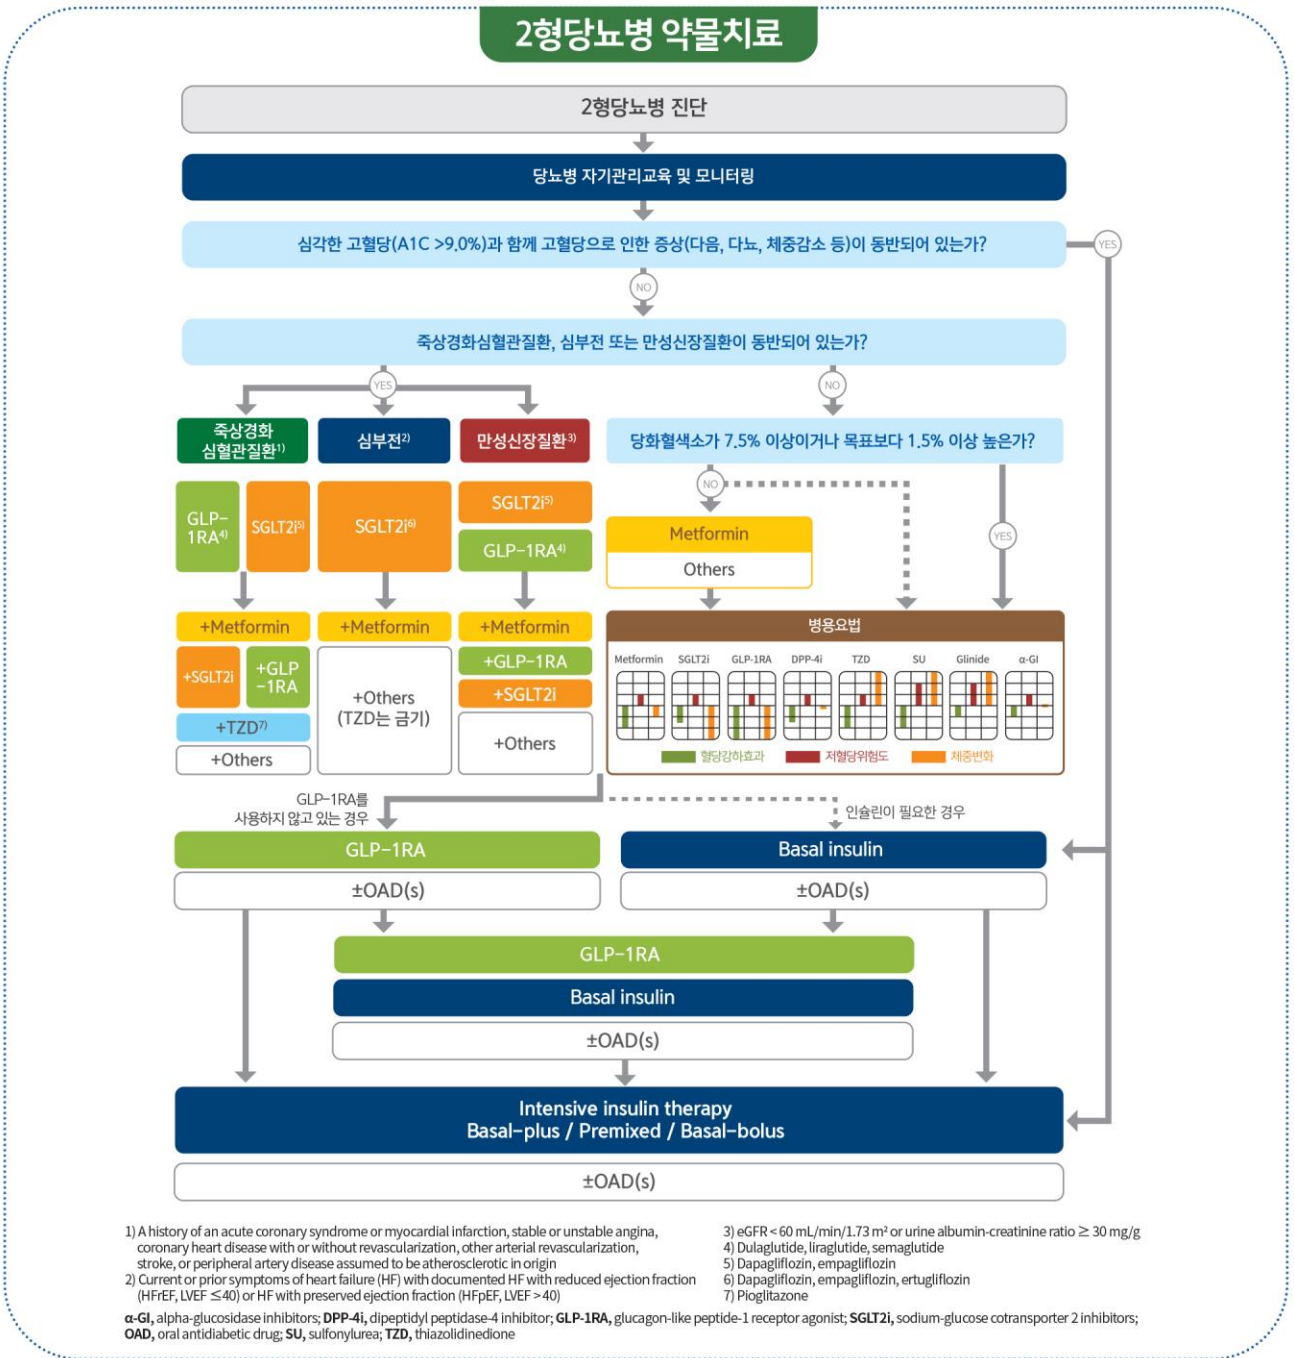 2형당뇨병 약물치료
2형당뇨병 진단
당뇨병 자기관리교육 및 모니터링
심각한 고혈당(A1C >9.0%)과 함께 고혈당으로 인한 증상(다음, 다뇨, 체중감소 등)이 동반되어 있는가?
YES
NO
죽상경화심혈관질환, 심부전 또는 만성신장질환이 동반되어 있는가?
YES
NO
죽상경화
심혈관질환1)
심부전2)
만성신장질환3)
당화혈색소가 7.5% 이상이거나 목표보다 1.5% 이상 높은가?
GLP-
1RA4)
SGLT2i5)
SGLT2i6)
SGLT2i5)
GLP-1RA4)
NO
YES
Metformin
Others
+Metformin
+SGLT2i
+GLP
-1RA
+TZD7)
+Others
+Metformin
+Others
(TZD는 금기)
+Metformin
+GLP-1RA
+SGLT2i
+Others
병용요법
Metformin SGLT2i GLP-1RA DPP-4i TZD SU Glinide α-GI
혈당강하효과 저혈당위험도 체중변화
GLP-1RA를
사용하지 않고 있는 경우
인슐린이 필요한 경우
GLP-1RA
±OAD(s)
Basal insulin
±OAD(s)
GLP-1RA
Basal insulin
±OAD(s)
Intensive insulin therapy
Basal-plus / Premixed / Basal-bolus
±OAD(s)
1) A history of an acute coronary syndrome or myocardial infarction, stable or unstable angina,
coronary heart disease with or without revascularization, other arterial revascularization,
stroke, or peripheral artery disease assumed to be atherosclerotic in origin
2) Current or prior symptoms of heart failure (HF) with documented HF with reduced ejection fraction
(HFrEF, LVEF ≤40) or HF with preserved ejection fraction (HFpEF, LVEF >40)
3) eGFR < 60 mL/min/1.73 m² or urine albumin-creatinine ratio ≥ 30 mg/g
4) Dulaglutide, liraglutide, semaglutide
5) Dapagliflozin, empagliflozin
6) Dapagliflozin, empagliflozin, ertugliflozin
7) Pioglitazone
α-GI, alpha-glucosidase inhibitors; DPP-4i, dipeptidyl peptidase-4 inhibitor; GLP-1RA, glucagon-like peptide-1 receptor agonist; SGLT2i, sodium-glucose cotransporter 2 inhibitors;
OAD, oral antidiabetic drug; SU, sulfonylurea; TZD, thiazolidinedione